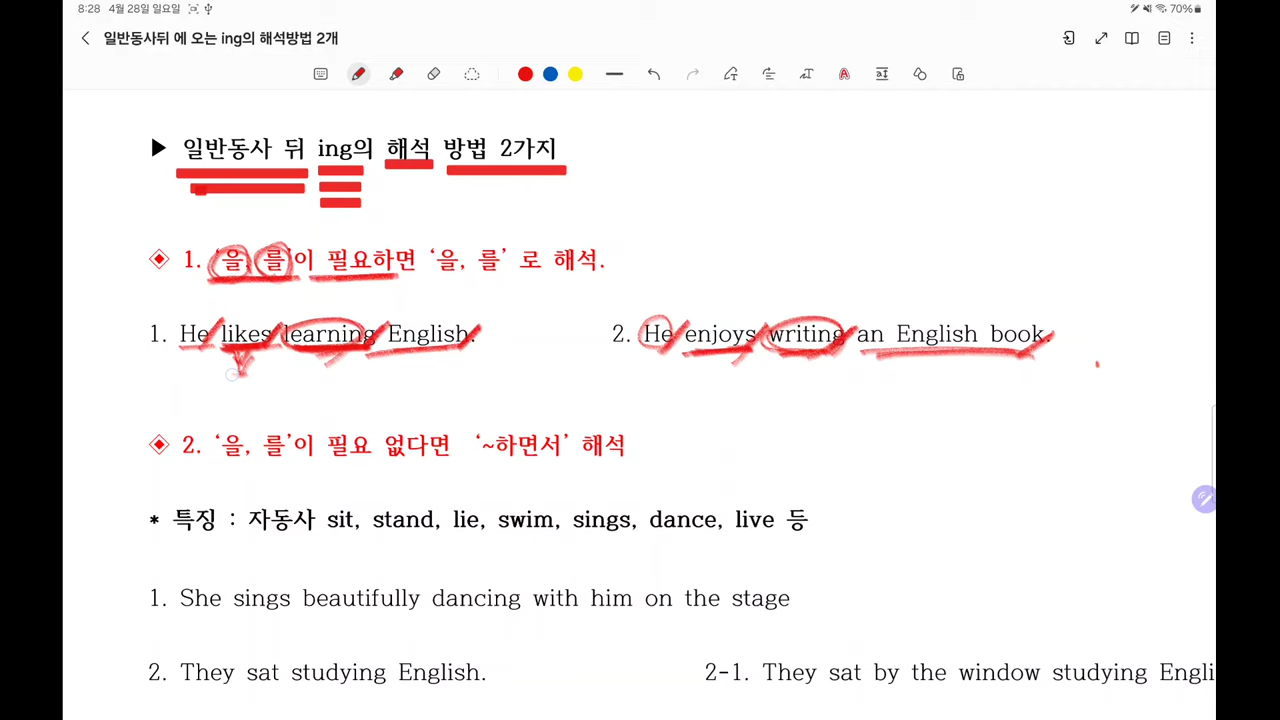 8:28 4월 28일 일요일 70%
일반동사뒤 에 오는 ing의 해석방법 2개
▶ 일반동사 뒤 ing의 해석 방법 2가지
◈ 1. ‘을, 를’이 필요하면 ‘을, 를’ 로 해석.
1. He likes learning English. 2. He enjoys writing an English book.
◈ 2. ‘을, 를’이 필요 없다면 ‘~하면서’ 해석
* 특징 : 자동사 sit, stand, lie, swim, sings, dance, live 등
1. She sings beautifully dancing with him on the stage
2. They sat studying English. 2-1. They sat by the window studying Engli